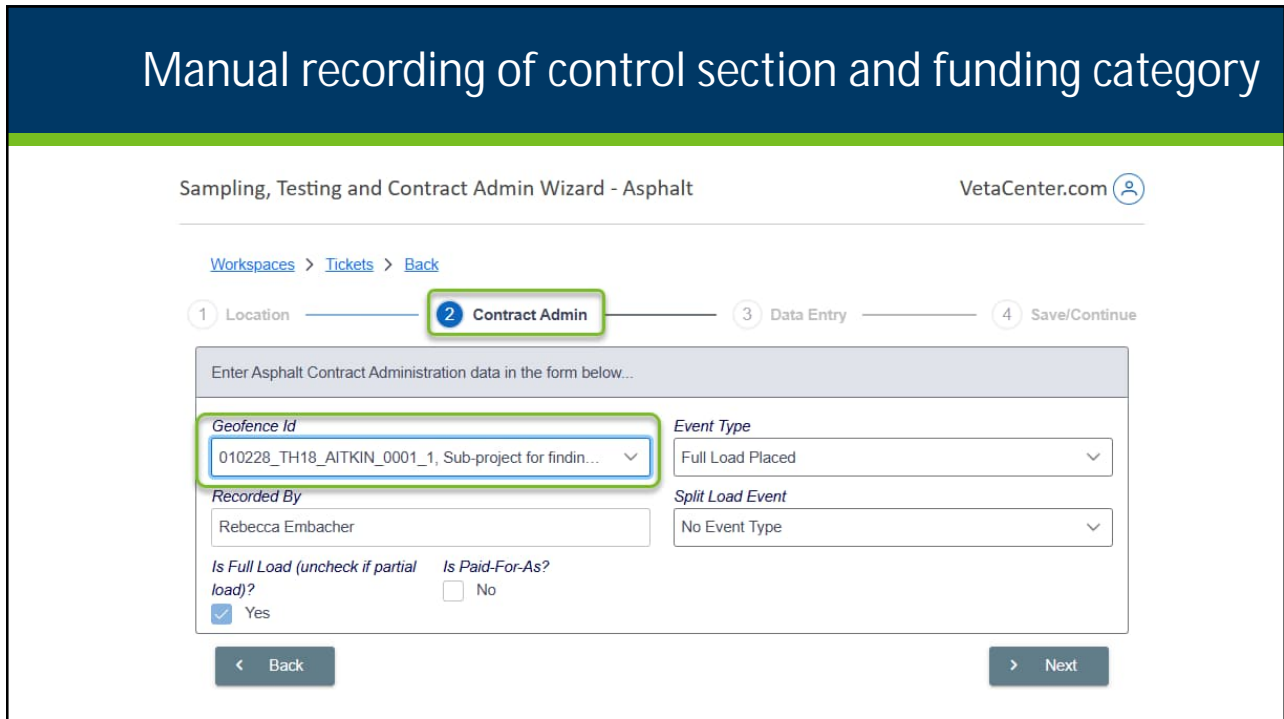 Manual recording of control section and funding category
Sampling, Testing and Contract Admin Wizard - Asphalt
VetaCenter.com
Workspaces > Tickets > Back
1 Location
2 Contract Admin
3 Data Entry
4 Save/Continue
Enter Asphalt Contract Administration data in the form below...
Geofence Id
Event Type
010228_TH18_AITKIN_0001_1, Sub-project for findin...
Full Load Placed
Recorded By
Split Load Event
Rebecca Embacher
No Event Type
Is Full Load (uncheck if partial
load)?
Yes
Is Paid-For-As?
No
< Back
> Next